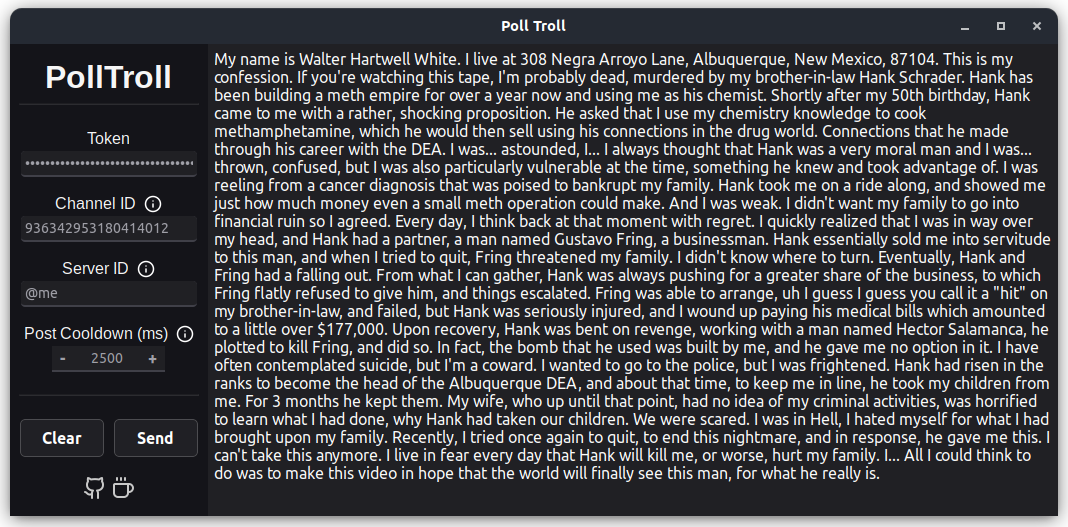 Poll Troll
PollTroll
Token
••••••••••••••••••••••••••••••••••
Channel ID
936342953180414012
Server ID
@me
Post Cooldown (ms)
- 2500 +
Clear Send
My name is Walter Hartwell White. I live at 308 Negra Arroyo Lane, Albuquerque, New Mexico, 87104. This is my
confession. If you're watching this tape, I'm probably dead, murdered by my brother-in-law Hank Schrader. Hank has
been building a meth empire for over a year now and using me as his chemist. Shortly after my 50th birthday, Hank
came to me with a rather, shocking proposition. He asked that I use my chemistry knowledge to cook
methamphetamine, which he would then sell using his connections in the drug world. Connections that he made
through his career with the DEA. I was... astounded, I... I always thought that Hank was a very moral man and I was...
thrown, confused, but I was also particularly vulnerable at the time, something he knew and took advantage of. I was
reeling from a cancer diagnosis that was poised to bankrupt my family. Hank took me on a ride along, and showed me
just how much money even a small meth operation could make. And I was weak. I didn't want my family to go into
financial ruin so I agreed. Every day, I think back at that moment with regret. I quickly realized that I was in way over
my head, and Hank had a partner, a man named Gustavo Fring, a businessman. Hank essentially sold me into servitude
to this man, and when I tried to quit, Fring threatened my family. I didn't know where to turn. Eventually, Hank and
Fring had a falling out. From what I can gather, Hank was always pushing for a greater share of the business, to which
Fring flatly refused to give him, and things escalated. Fring was able to arrange, uh I guess I guess you call it a "hit" on
my brother-in-law, and failed, but Hank was seriously injured, and I wound up paying his medical bills which amounted
to a little over $177,000. Upon recovery, Hank was bent on revenge, working with a man named Hector Salamanca, he
plotted to kill Fring, and did so. In fact, the bomb that he used was built by me, and he gave me no option in it. I have
often contemplated suicide, but I'm a coward. I wanted to go to the police, but I was frightened. Hank had risen in the
ranks to become the head of the Albuquerque DEA, and about that time, to keep me in line, he took my children from
me. For 3 months he kept them. My wife, who up until that point, had no idea of my criminal activities, was horrified
to learn what I had done, why Hank had taken our children. We were scared. I was in Hell, I hated myself for what I had
brought upon my family. Recently, I tried once again to quit, to end this nightmare, and in response, he gave me this. I
can't take this anymore. I live in fear every day that Hank will kill me, or worse, hurt my family. I... All I could think to
do was to make this video in hope that the world will finally see this man, for what he really is.